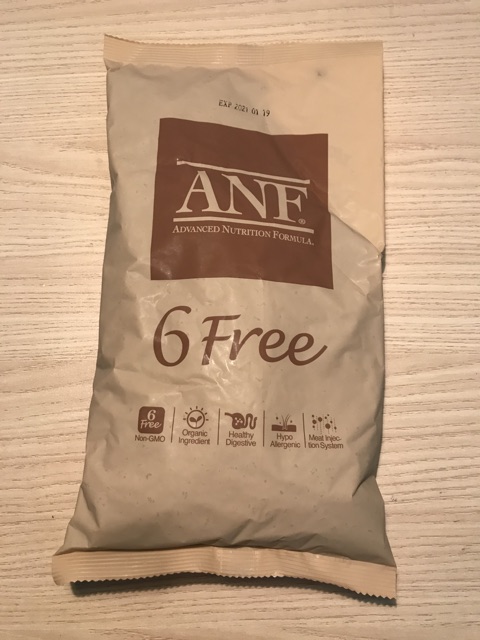 EXP 2021 01 19
ANF®
ADVANCED NUTRITION FORMULA.
6 Free
6
Free
Non-GMO
Organic
Ingredient
Healthy
Digestive
Hypo
Allergenic
Meat Injec-
tion System